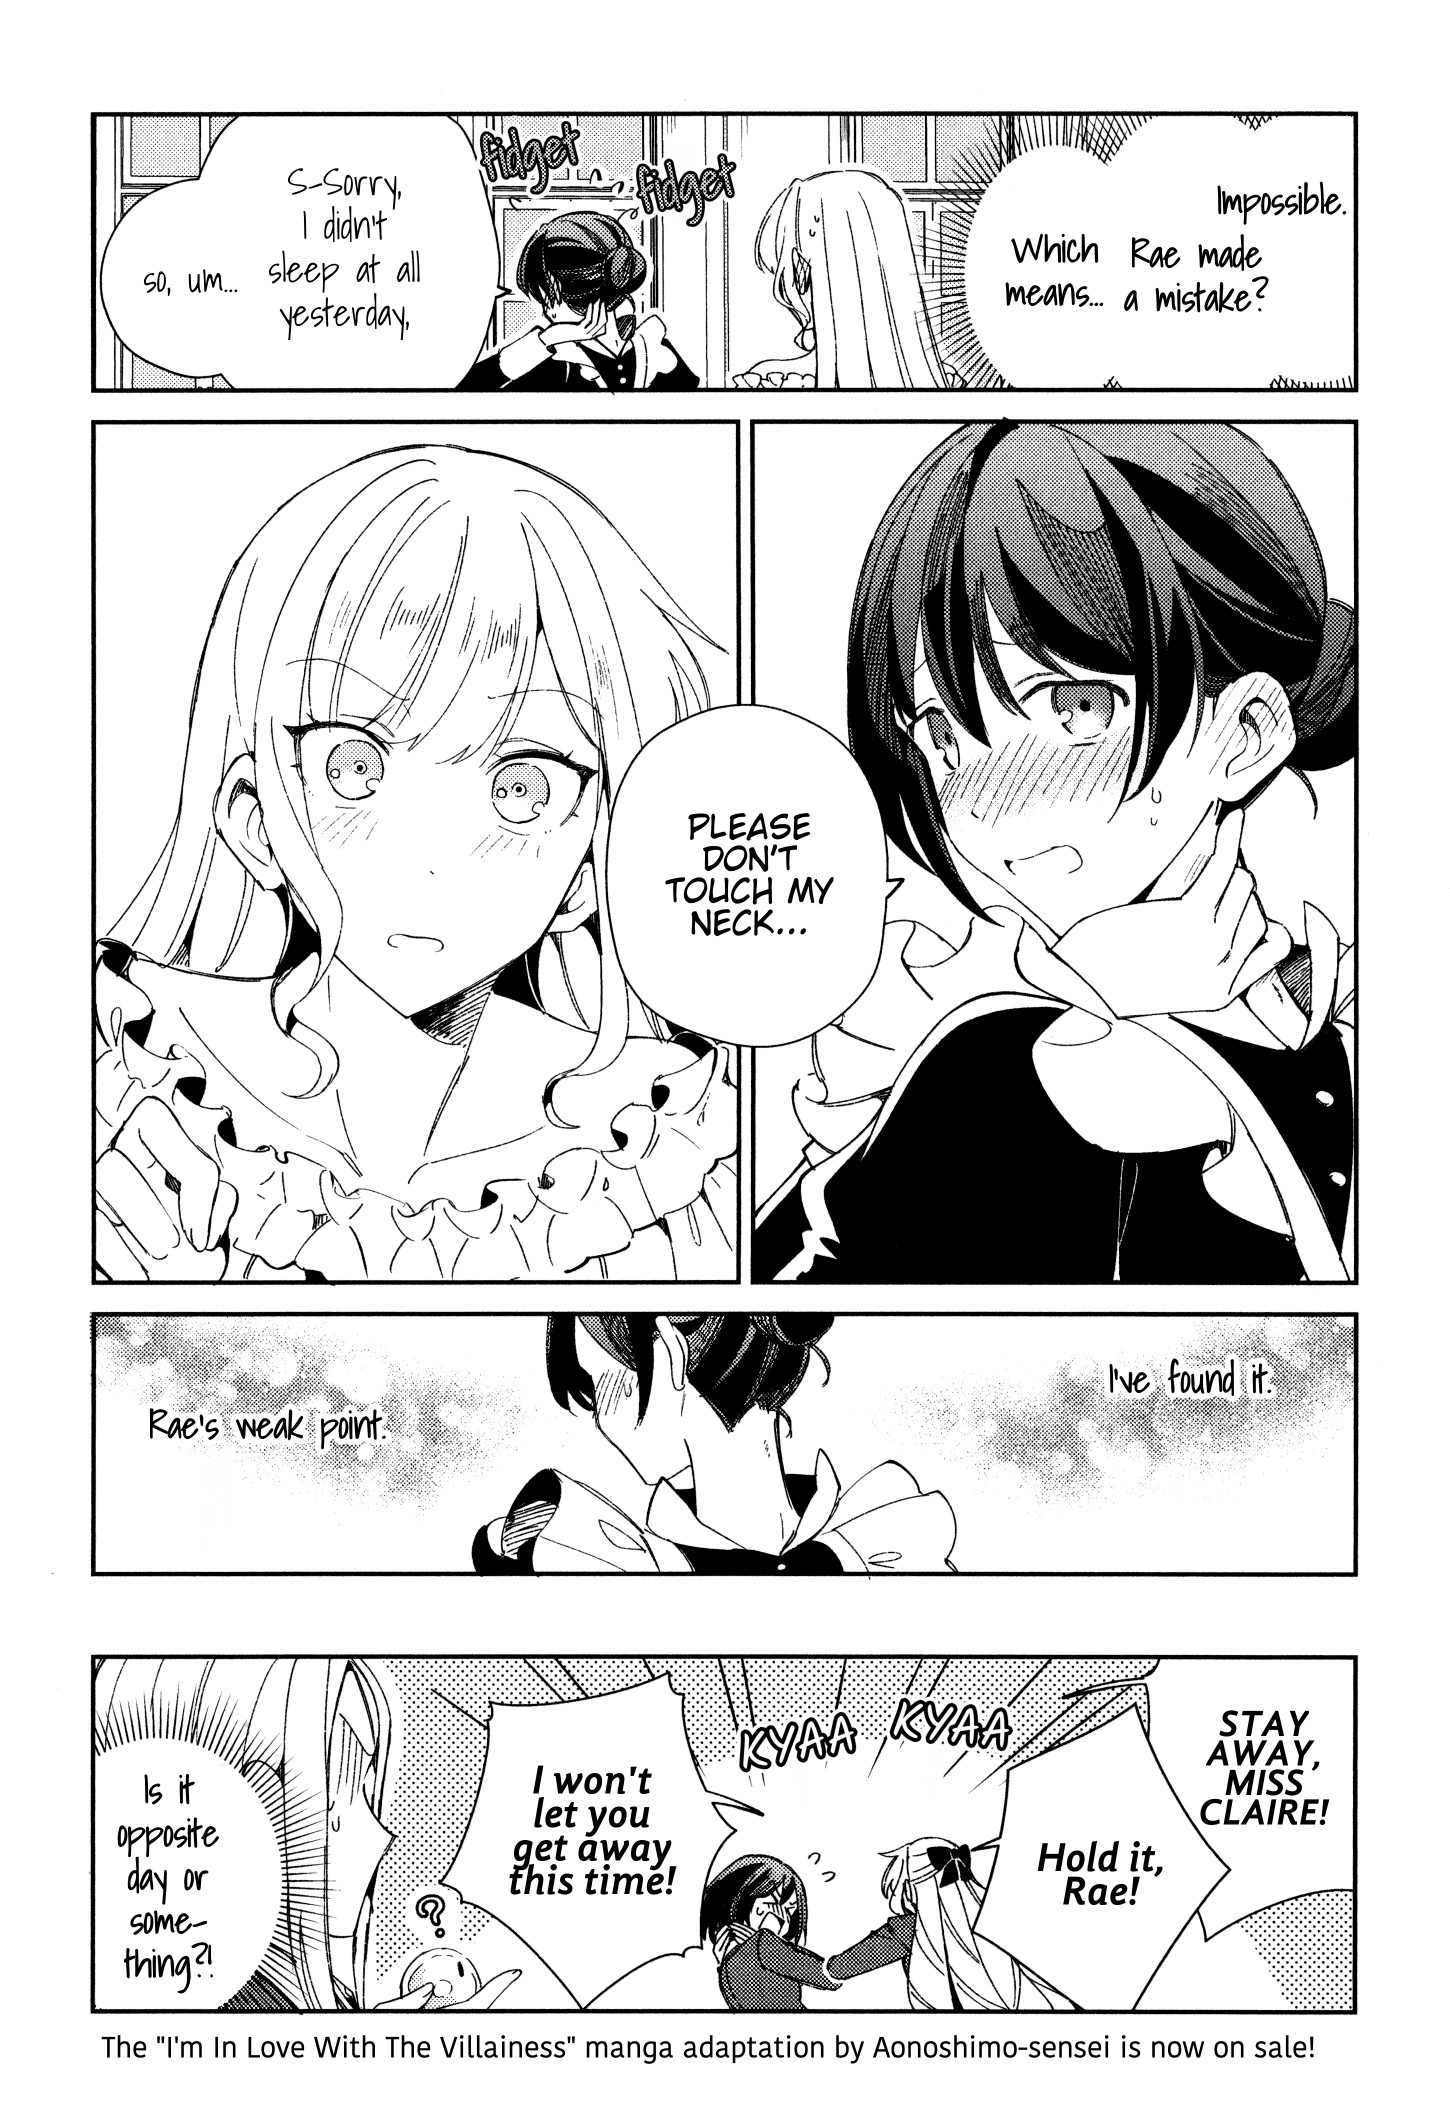 Impossible.
Rae made
a mistake?
Which
means...
fidget
fidget
S-Sorry,
I didn't
sleep at all
yesterday,
so, um...
PLEASE
DON'T
TOUCH MY
NECK...
I've found it.
Rae's weak point.
STAY
AWAY,
MISS
CLAIRE!
Hold it,
Rae!
KYAA KYAA
I won't
let you
get away
this time!
?
Is it
opposite
day or
some-
thing?!
The "I'm In Love With The Villainess" manga adaptation by Aonoshimo-sensei is now on sale!